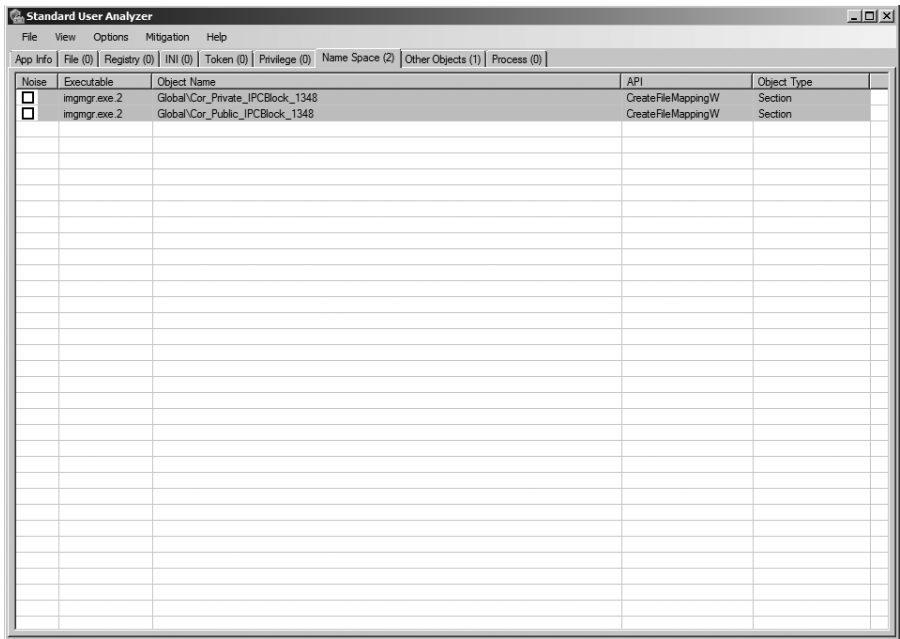 Standard User Analyzer
File View Options Mitigation Help
App Info File (0) Registry (0) INI (0) Token (0) Privilege (0) Name Space (2) Other Objects (1) Process (0)
Noise Executable Object Name API Object Type
imgmgr.exe.2 Global\Cor_Private_IPCBlock_1348 CreateFileMappingW Section
imgmgr.exe.2 Global\Cor_Public_IPCBlock_1348 CreateFileMappingW Section